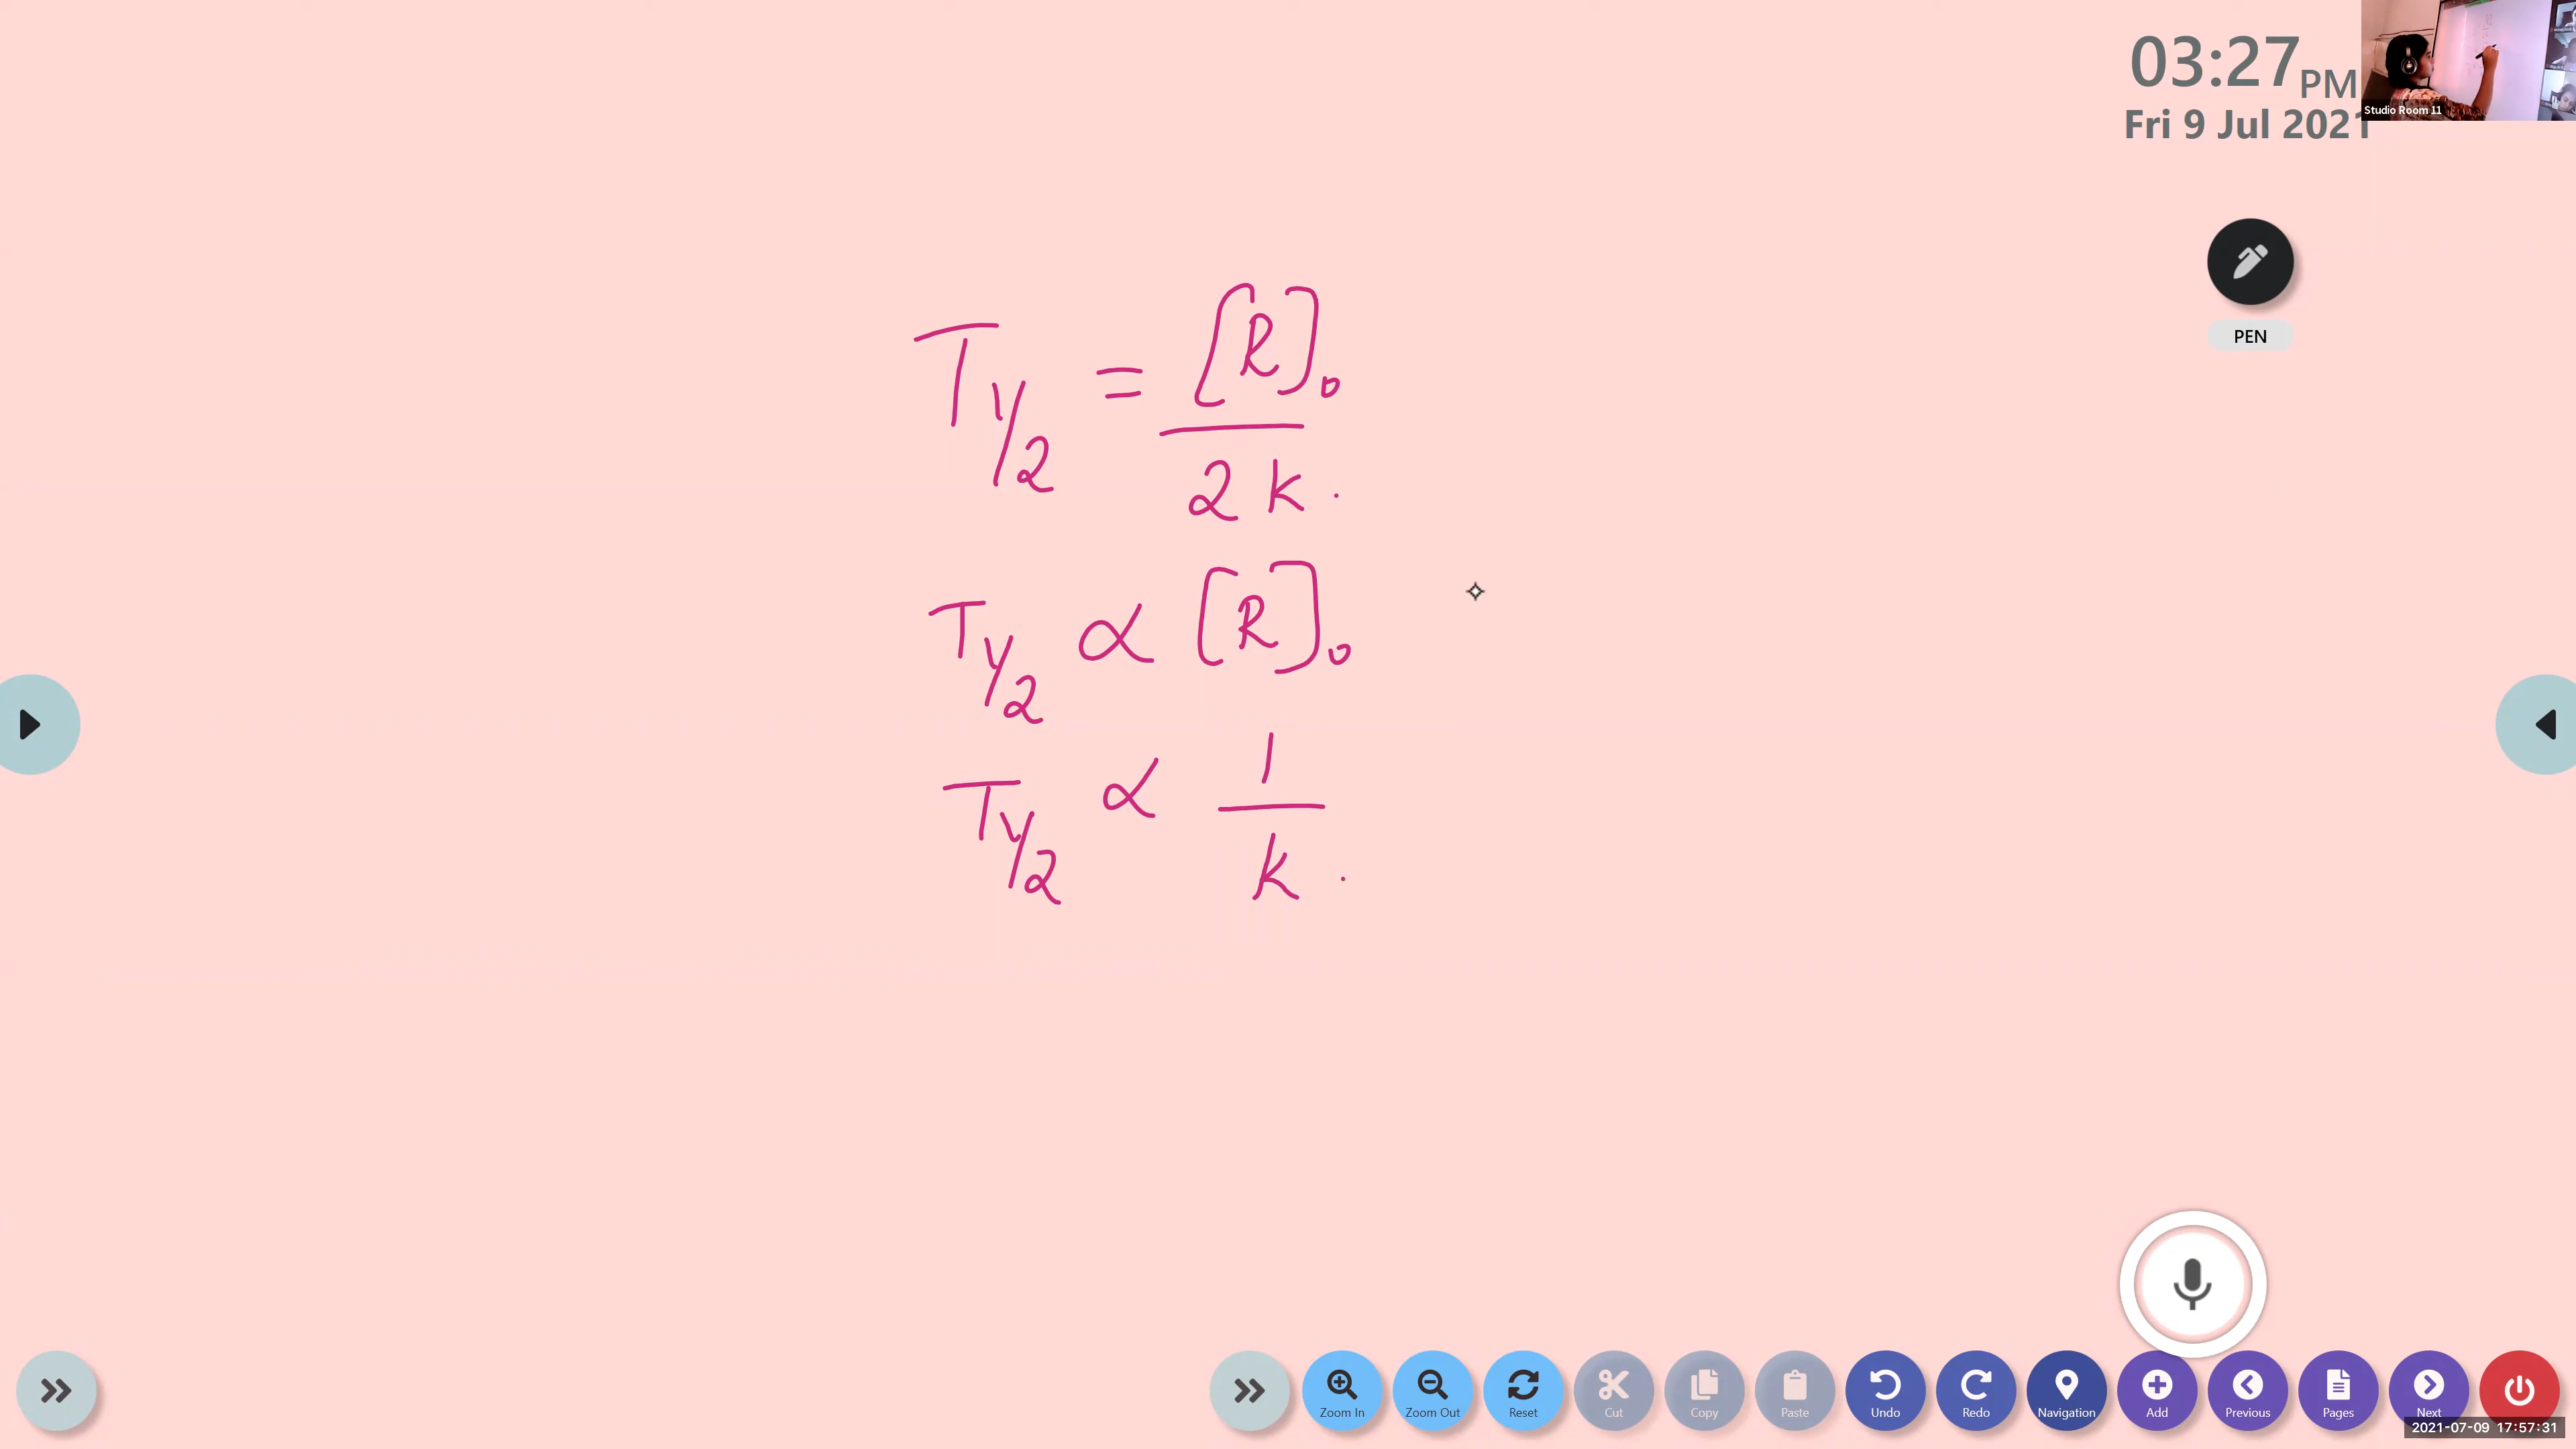 03:27 PM
Fri 9 Jul 2021
Studio Room 11
PEN
T1/2 = [R]₀ / 2k.
T1/2 ∝ [R]₀
T1/2 ∝ 1/k.
Zoom In
Zoom Out
Reset
Cut
Copy
Paste
Undo
Redo
Navigation
Add
Previous
Pages
Next
2021-07-09 17:57:31